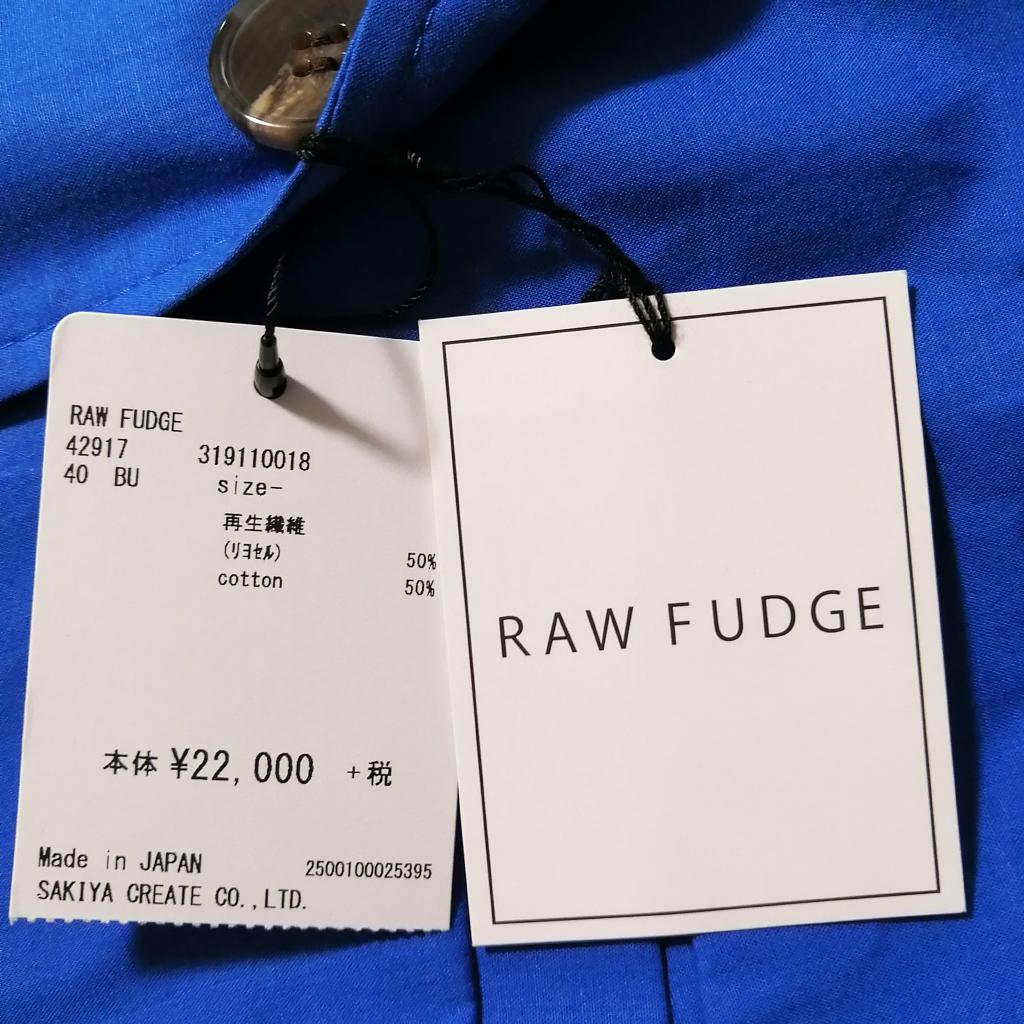 RAW FUDGE
42917 319110018
40 BU size-
再生繊維
(リヨセル) 50%
cotton 50%
本体 ¥22,000 +税
Made in JAPAN 2500100025395
SAKIYA CREATE CO.,LTD.
RAW FUDGE